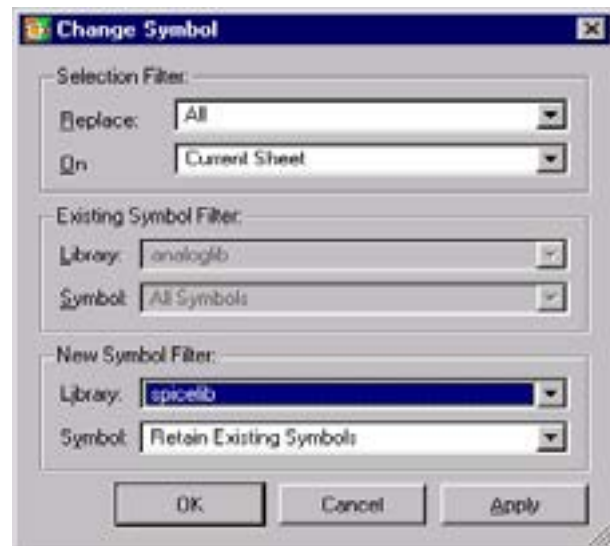 Change Symbol
Selection Filter:
Replace: All
On Current Sheet
Existing Symbol Filter:
Library: analoglib
Symbol: All Symbols
New Symbol Filter:
Library: spicelib
Symbol: Retain Existing Symbols
OK Cancel Apply